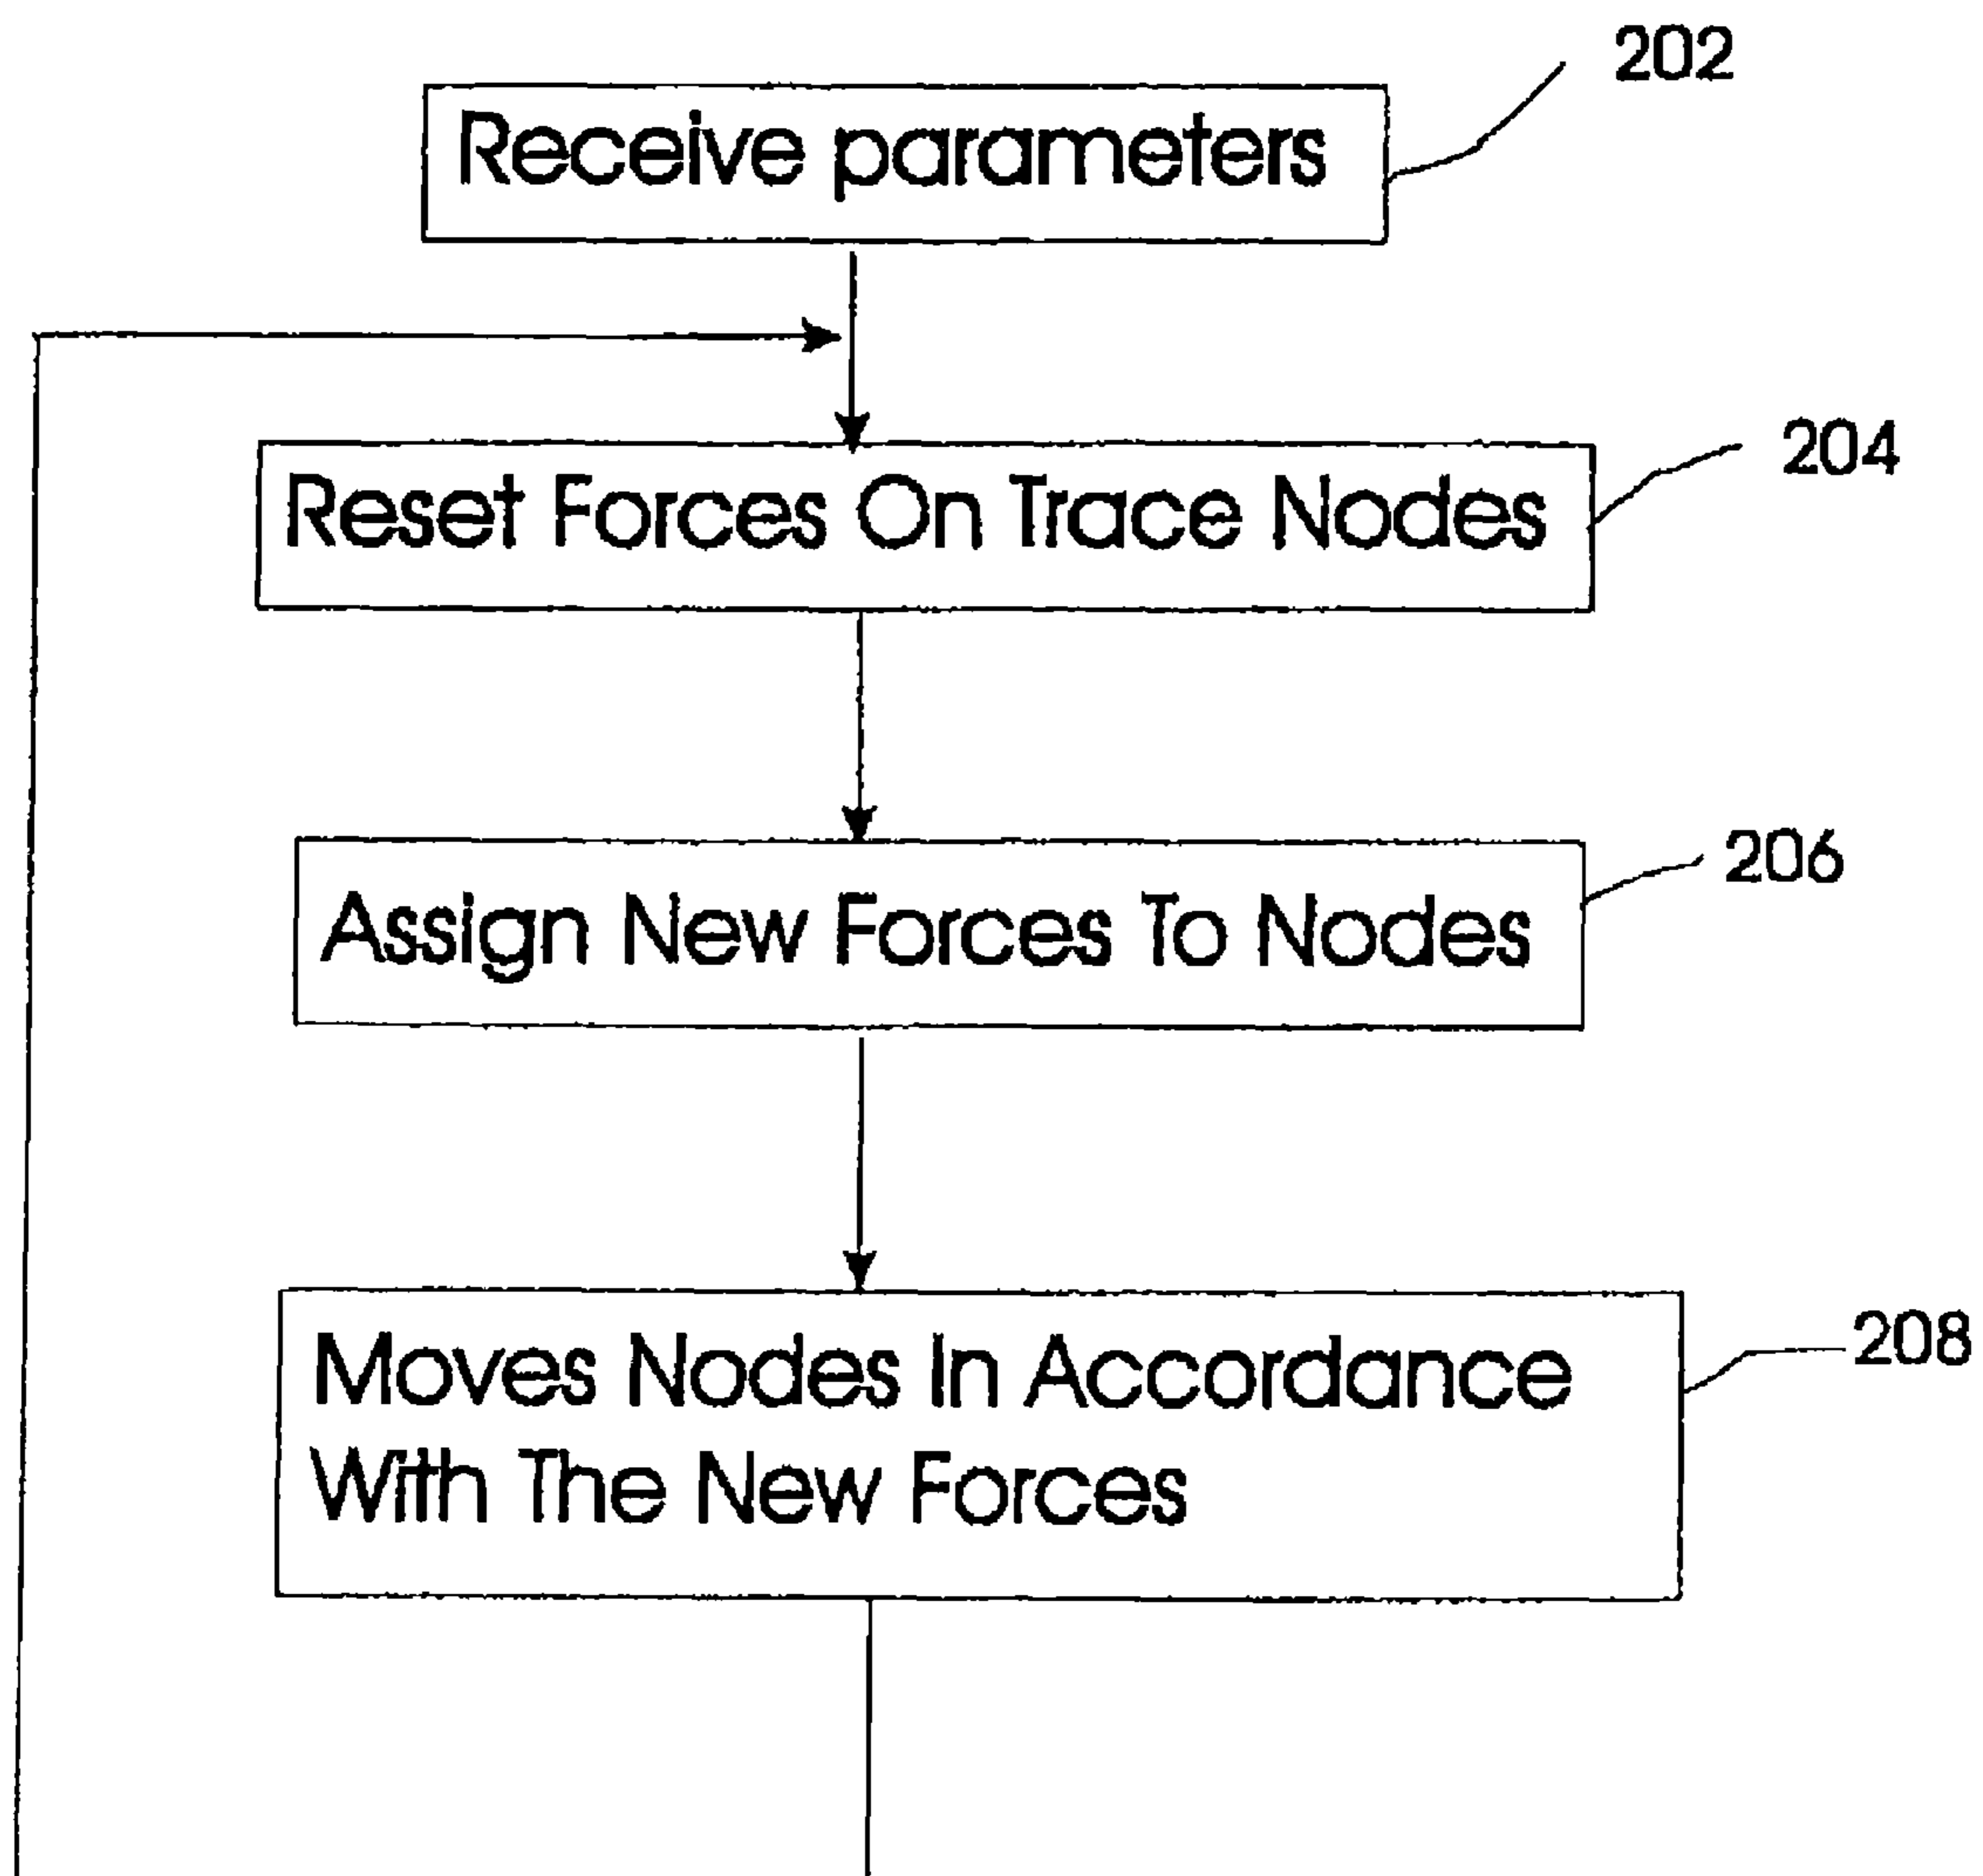 202
Receive parameters
204
Reset Forces On Trace Nodes
206
Assign New Forces To Nodes
208
Moves Nodes In Accordance
With The New Forces